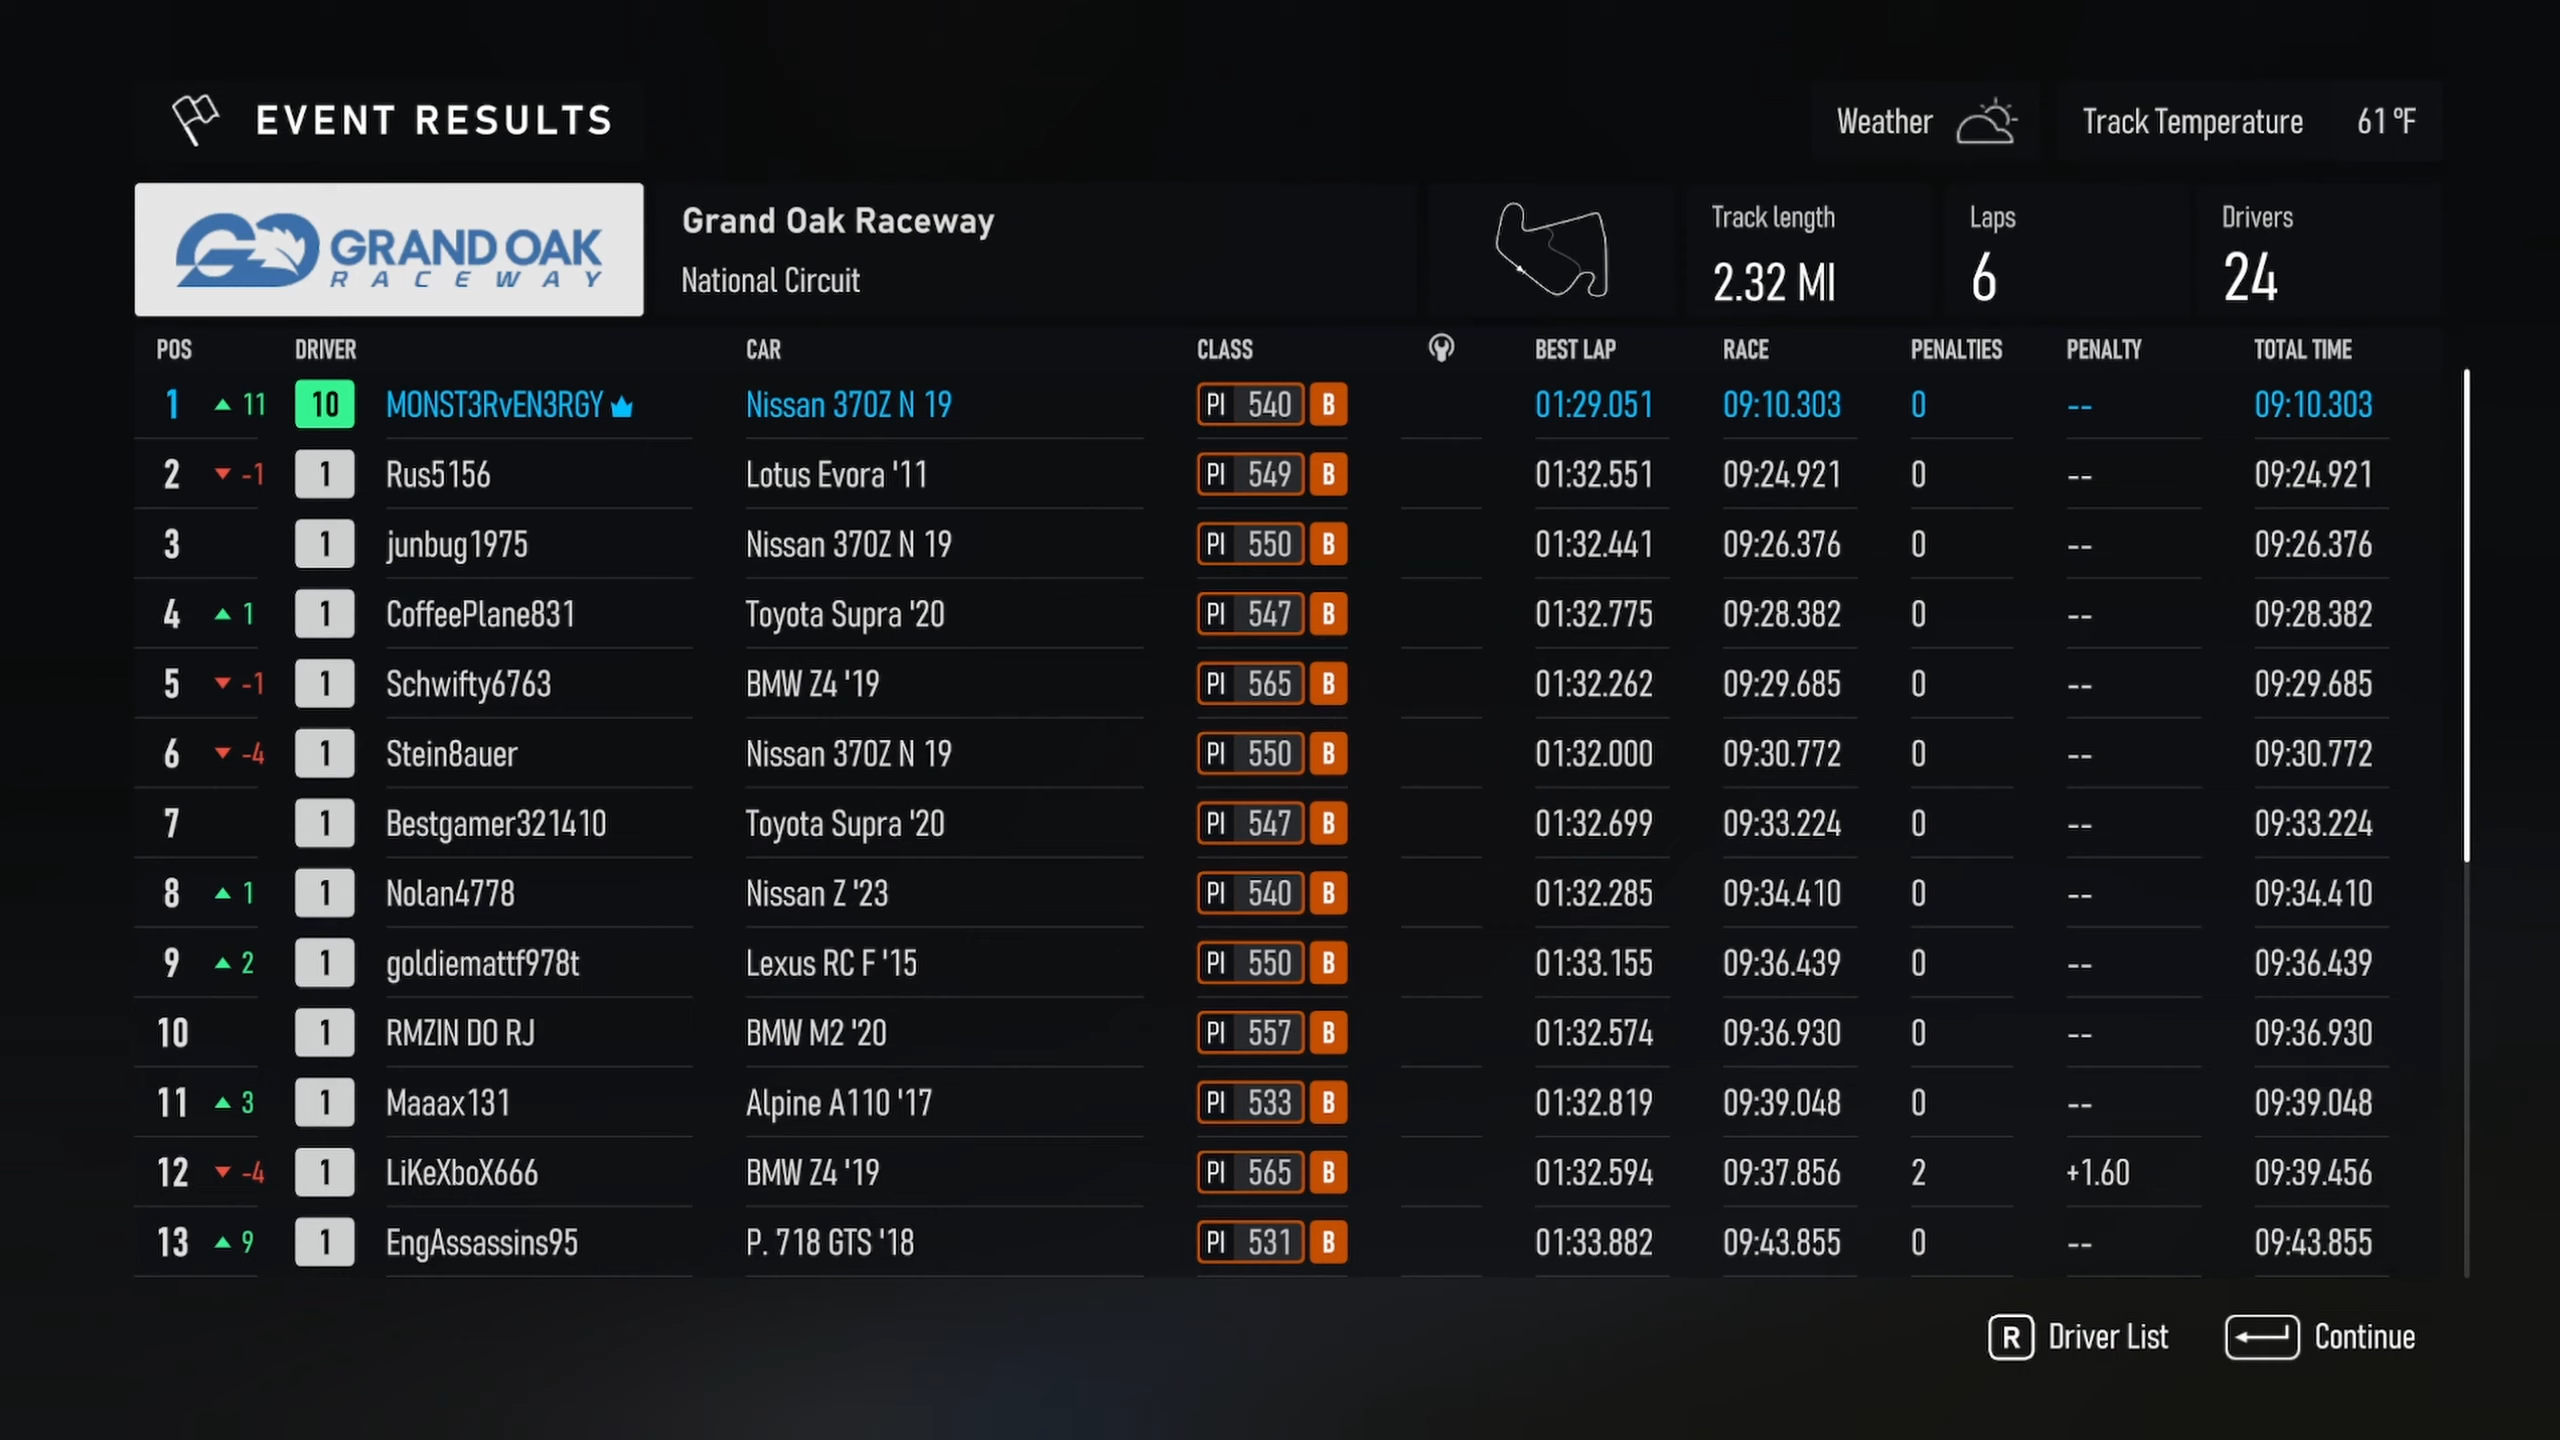 EVENT RESULTS
Weather Track Temperature 61 °F
GRAND OAK
RACEWAY
Grand Oak Raceway
National Circuit
Track length
2.32 MI
Laps
6
Drivers
24
POS DRIVER CAR CLASS BEST LAP RACE PENALTIES PENALTY TOTAL TIME
1 11 10 MONST3RvEN3RGY Nissan 370Z N 19 PI 540 B 01:29.051 09:10.303 0 -- 09:10.303
2 -1 1 Rus5156 Lotus Evora '11 PI 549 B 01:32.551 09:24.921 0 -- 09:24.921
3 1 junbug1975 Nissan 370Z N 19 PI 550 B 01:32.441 09:26.376 0 -- 09:26.376
4 1 1 CoffeePlane831 Toyota Supra '20 PI 547 B 01:32.775 09:28.382 0 -- 09:28.382
5 -1 1 Schwifty6763 BMW Z4 '19 PI 565 B 01:32.262 09:29.685 0 -- 09:29.685
6 -4 1 Stein8auer Nissan 370Z N 19 PI 550 B 01:32.000 09:30.772 0 -- 09:30.772
7 1 Bestgamer321410 Toyota Supra '20 PI 547 B 01:32.699 09:33.224 0 -- 09:33.224
8 1 1 Nolan4778 Nissan Z '23 PI 540 B 01:32.285 09:34.410 0 -- 09:34.410
9 2 1 goldiemattf978t Lexus RC F '15 PI 550 B 01:33.155 09:36.439 0 -- 09:36.439
10 1 RMZIN DO RJ BMW M2 '20 PI 557 B 01:32.574 09:36.930 0 -- 09:36.930
11 3 1 Maaax131 Alpine A110 '17 PI 533 B 01:32.819 09:39.048 0 -- 09:39.048
12 -4 1 LiKeXboX666 BMW Z4 '19 PI 565 B 01:32.594 09:37.856 2 +1.60 09:39.456
13 9 1 EngAssassins95 P. 718 GTS '18 PI 531 B 01:33.882 09:43.855 0 -- 09:43.855
R Driver List Continue